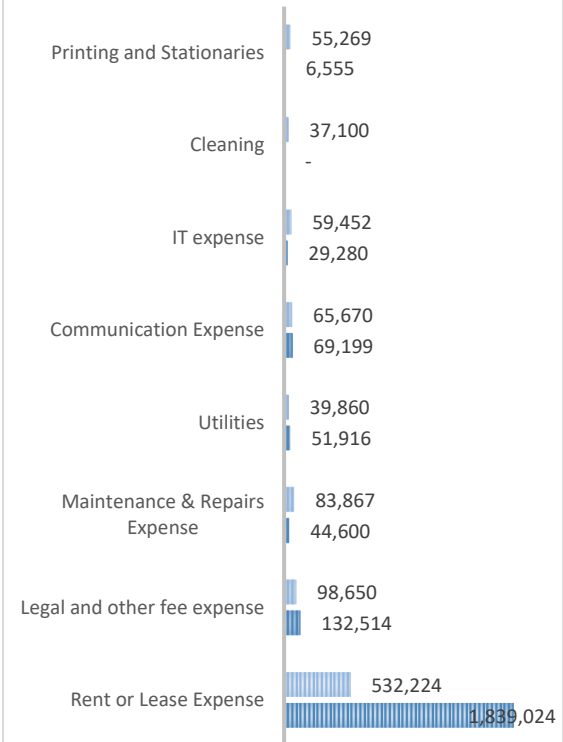 Printing and Stationaries
55,269
6,555
Cleaning
37,100
-
IT expense
59,452
29,280
Communication Expense
65,670
69,199
Utilities
39,860
51,916
Maintenance & Repairs
Expense
83,867
44,600
Legal and other fee expense
98,650
132,514
Rent or Lease Expense
532,224
1,839,024